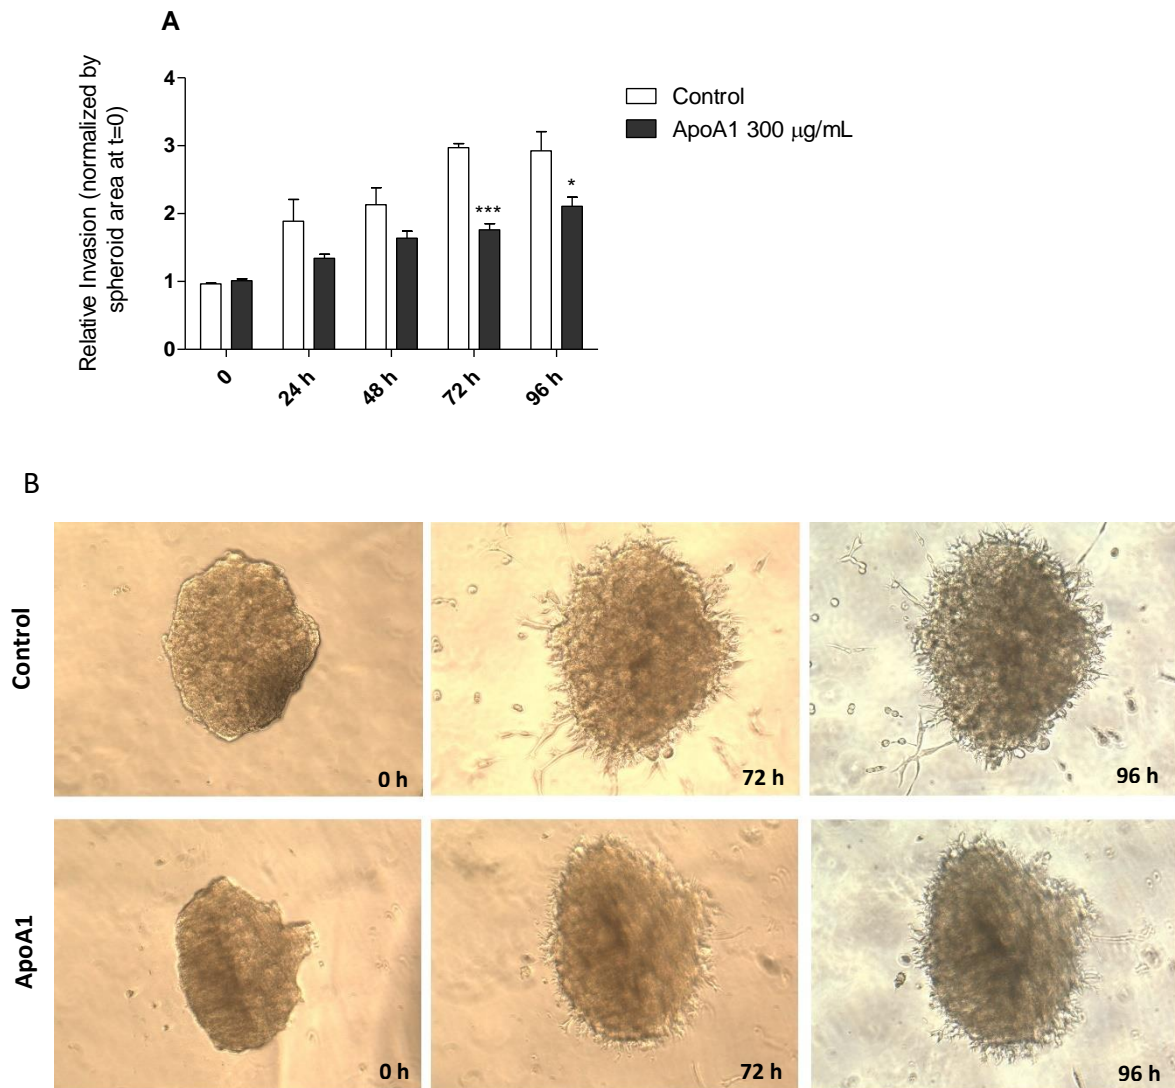 A
Relative Invasion (normalized by
spheroid area at t=0)
4
3
2
1
0
***
*
0
24 h
48 h
72 h
96 h
Control
ApoA1 300 μg/mL
B
Control
0 h
72 h
96 h
ApoA1
0 h
72 h
96 h